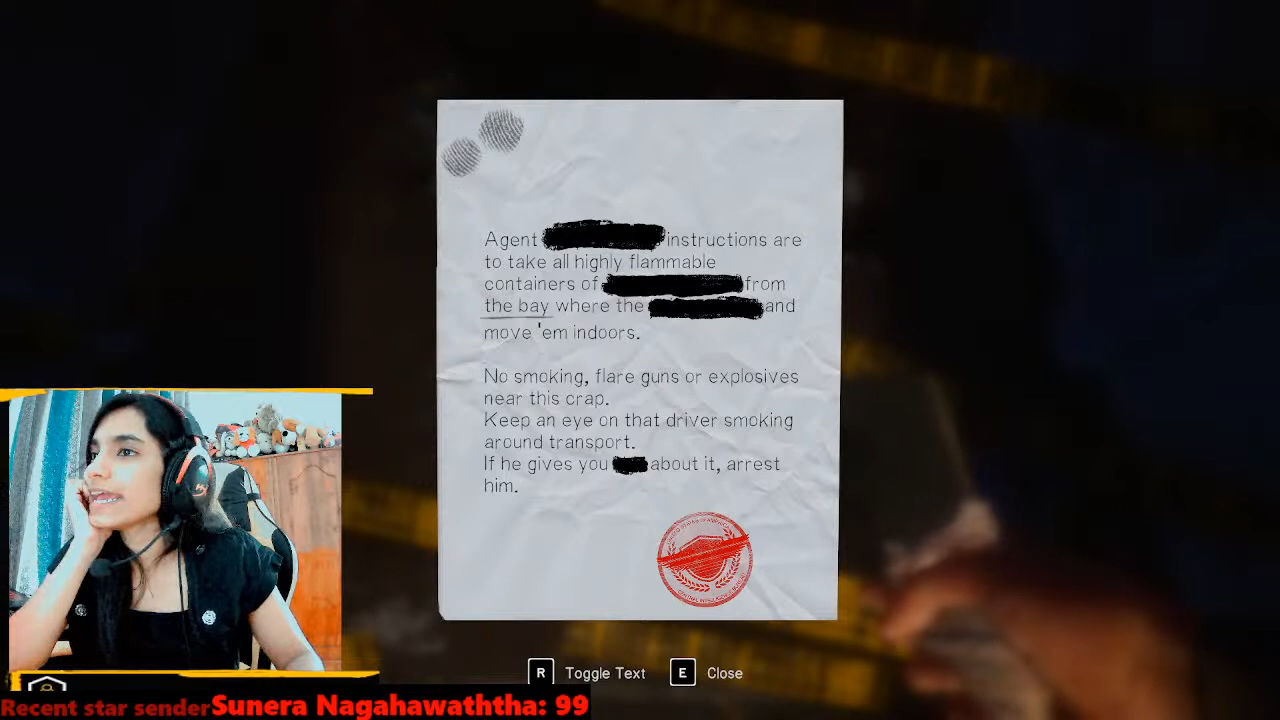 Agent instructions are
to take all highly flammable
containers of from
the bay where the and
move 'em indoors.
No smoking, flare guns or explosives
near this crap.
Keep an eye on that driver smoking
around transport.
If he gives you about it, arrest
him.
R Toggle Text E Close
Recent star sender Sunera Nagahawaththa: 99